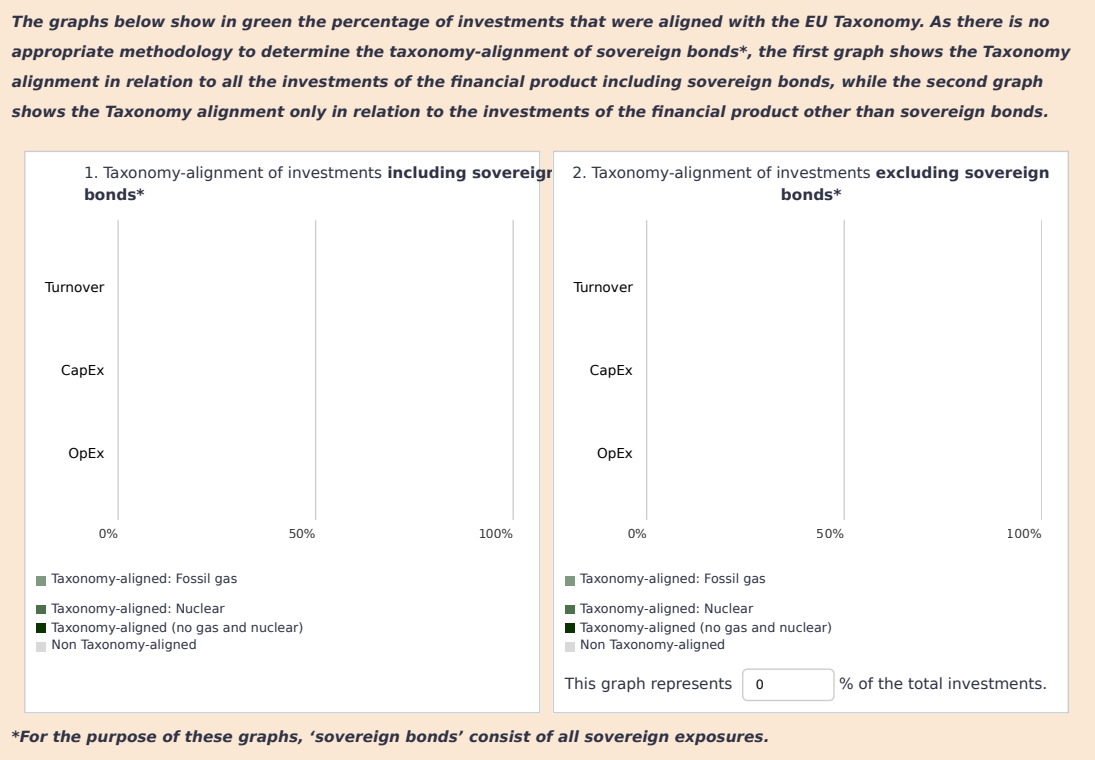 The graphs below show in green the percentage of investments that were aligned with the EU Taxonomy. As there is no
appropriate methodology to determine the taxonomy-alignment of sovereign bonds*, the first graph shows the Taxonomy
alignment in relation to all the investments of the financial product including sovereign bonds, while the second graph
shows the Taxonomy alignment only in relation to the investments of the financial product other than sovereign bonds.
1. Taxonomy-alignment of investments including sovereign
bonds*
Turnover
CapEx
OpEx
0% 50% 100%
Taxonomy-aligned: Fossil gas
Taxonomy-aligned: Nuclear
Taxonomy-aligned (no gas and nuclear)
Non Taxonomy-aligned
2. Taxonomy-alignment of investments excluding sovereign
bonds*
Turnover
CapEx
OpEx
0% 50% 100%
Taxonomy-aligned: Fossil gas
Taxonomy-aligned: Nuclear
Taxonomy-aligned (no gas and nuclear)
Non Taxonomy-aligned
This graph represents 0 % of the total investments.
*For the purpose of these graphs, ‘sovereign bonds’ consist of all sovereign exposures.